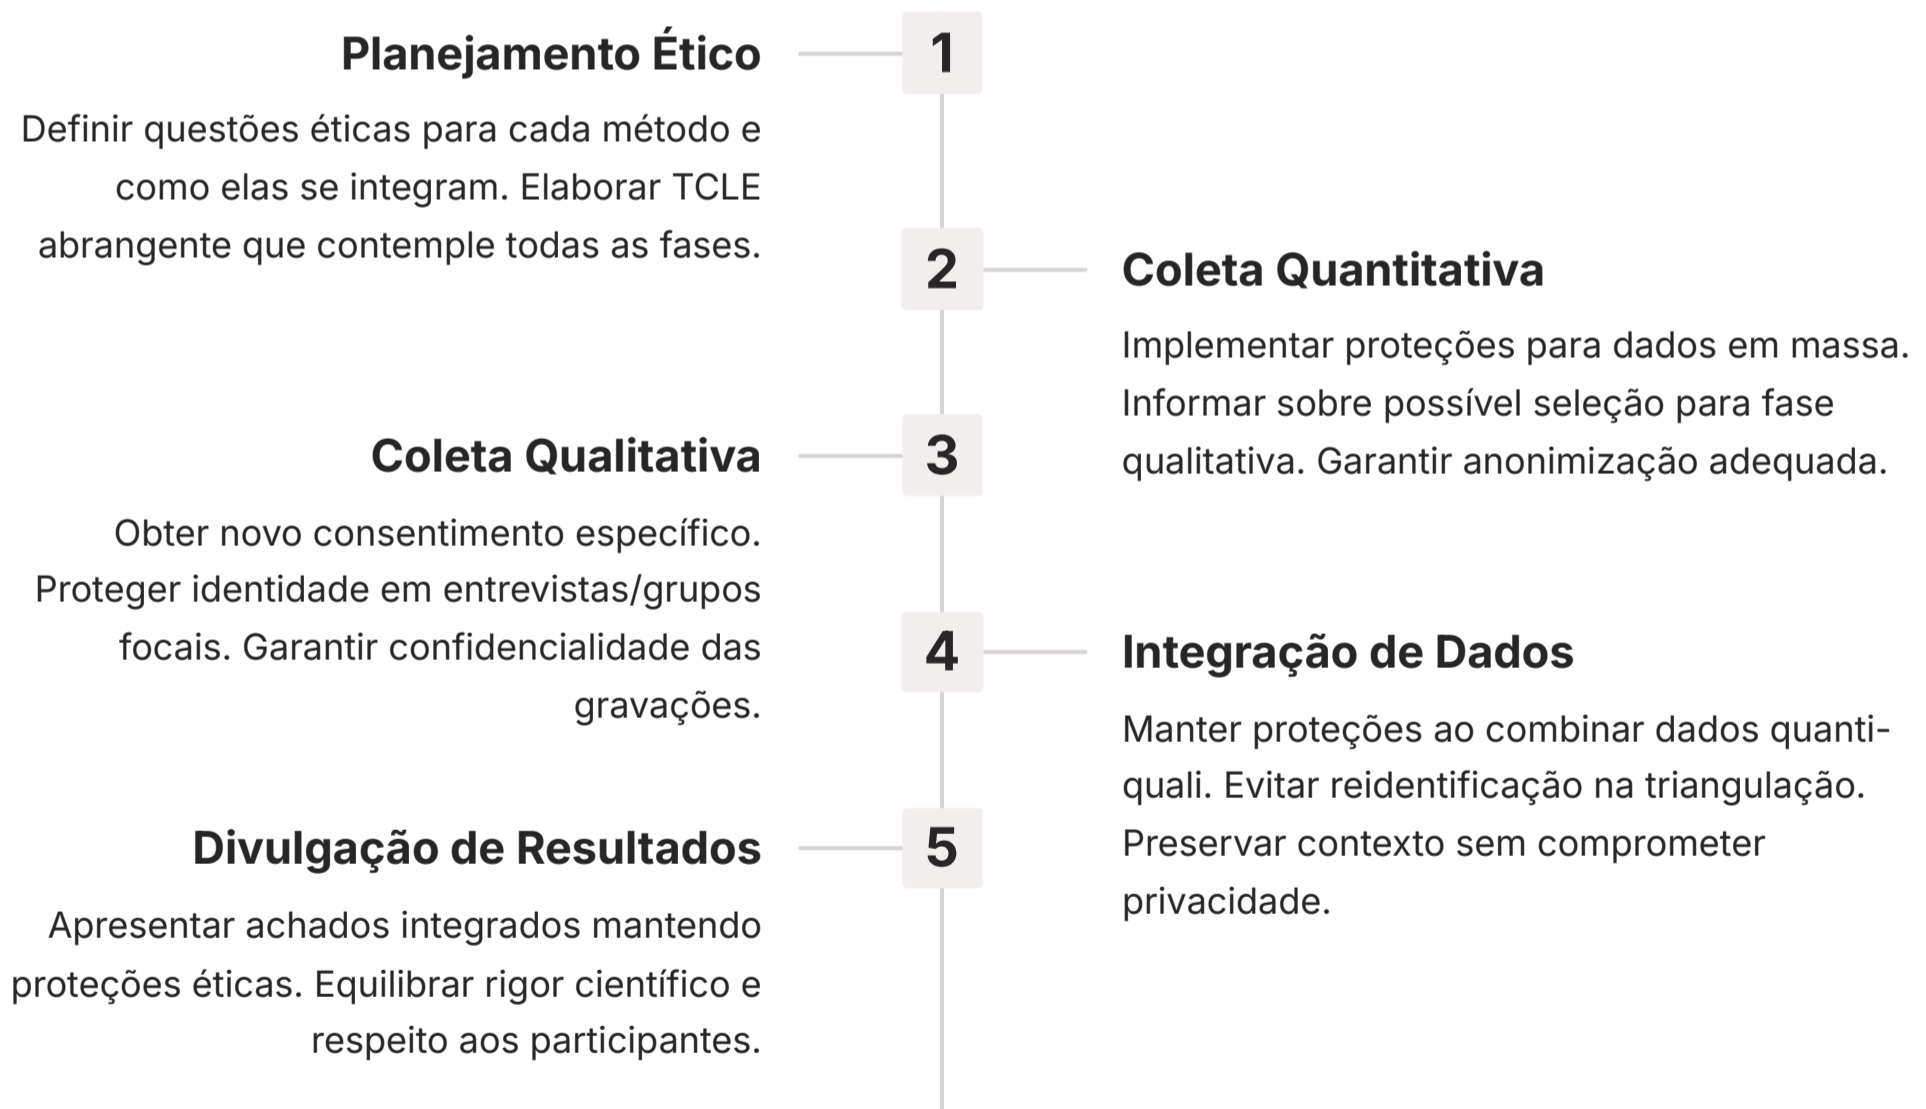 1
Planejamento Ético
Definir questões éticas para cada método e
como elas se integram. Elaborar TCLE
abrangente que contemple todas as fases.
2
Coleta Quantitativa
Implementar proteções para dados em massa.
Informar sobre possível seleção para fase
qualitativa. Garantir anonimização adequada.
3
Coleta Qualitativa
Obter novo consentimento específico.
Proteger identidade em entrevistas/grupos
focais. Garantir confidencialidade das
gravações.
4
Integração de Dados
Manter proteções ao combinar dados quanti-
quali. Evitar reidentificação na triangulação.
Preservar contexto sem comprometer
privacidade.
5
Divulgação de Resultados
Apresentar achados integrados mantendo
proteções éticas. Equilibrar rigor científico e
respeito aos participantes.